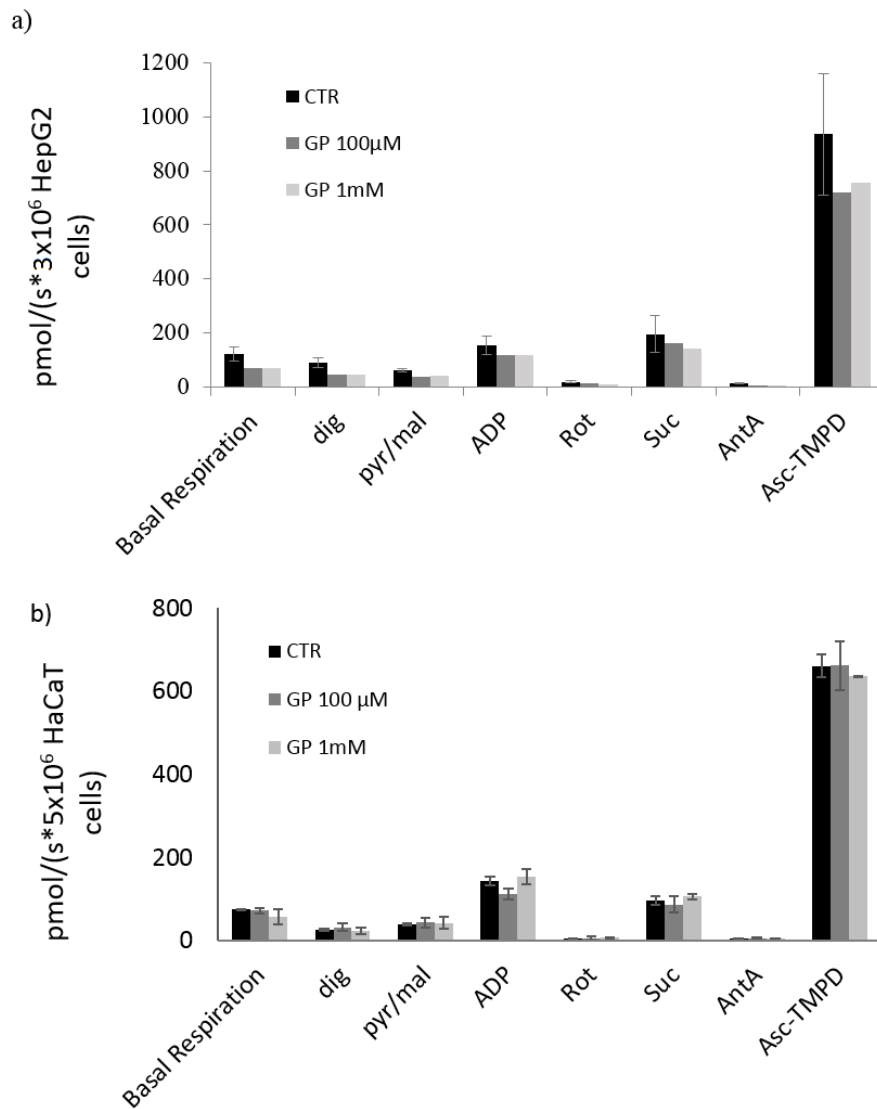 a)
pmol/(s*3x10⁶ HepG2
cells)
1200
1000
800
600
400
200
0
CTR
GP 100µM
GP 1mM
Basal Respiration
dig
pyr/mal
ADP
Rot
Suc
AntA
Asc-TMPD
b)
pmol/(s*5x10⁶ HaCaT
cells)
800
600
400
200
0
CTR
GP 100 µM
GP 1mM
Basal Respiration
dig
pyr/mal
ADP
Rot
Suc
AntA
Asc-TMPD